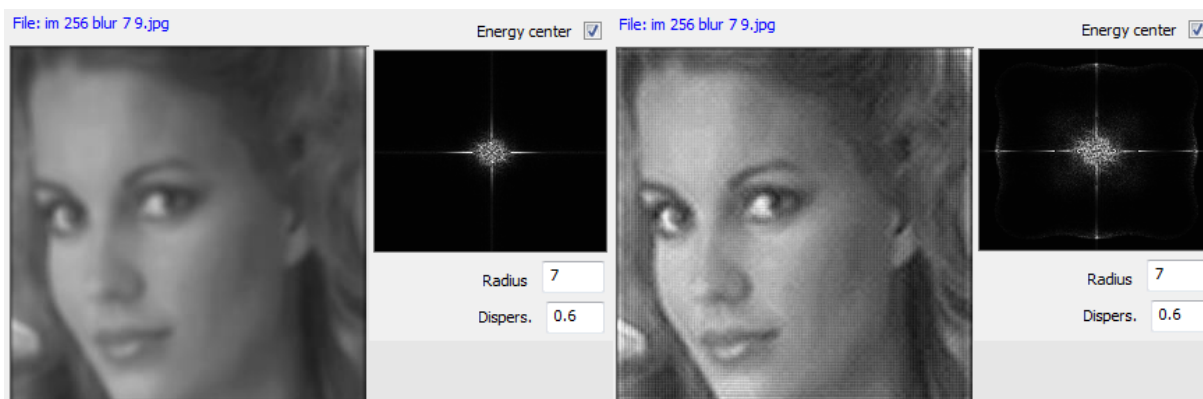 File: im 256 blur 7 9.jpg
Energy center
Radius 7
Dispers. 0.6
File: im 256 blur 7 9.jpg
Energy center
Radius 7
Dispers. 0.6